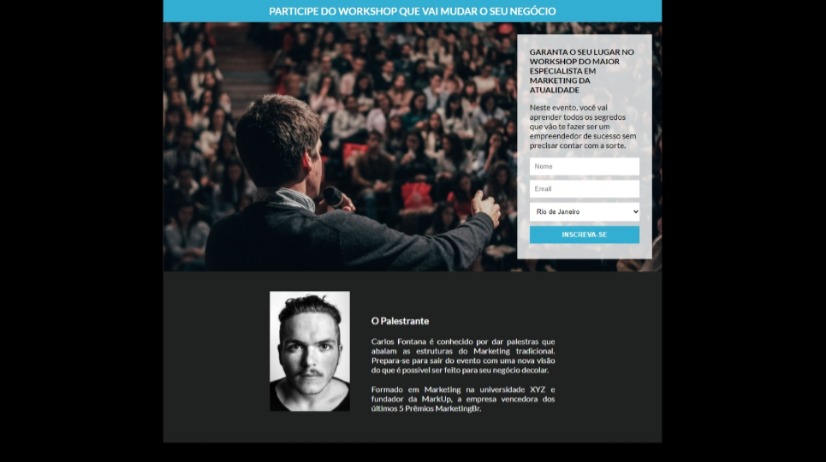 PARTICIPE DO WORKSHOP QUE VAI MUDAR O SEU NEGÓCIO
GARANTA O SEU LUGAR NO
WORKSHOP DO MAIOR
ESPECIALISTA EM
MARKETING DA
ATUALIDADE
Neste evento, você vai
aprender todos os segredos
que vão te fazer ser um
empreendedor de sucesso sem
precisar contar com a sorte.
Nome
Email
Rio de Janeiro
INSCREVA-SE
O Palestrante
Carlos Fontana é conhecido por dar palestras que
abalam as estruturas do Marketing tradicional.
Prepara-se para sair do evento com uma nova visão
do que é possível ser feito para seu negócio decolar.
Formado em Marketing na universidade XYZ e
fundador da MarkUp, a empresa vencedora dos
últimos 5 Prêmios MarketingBr.